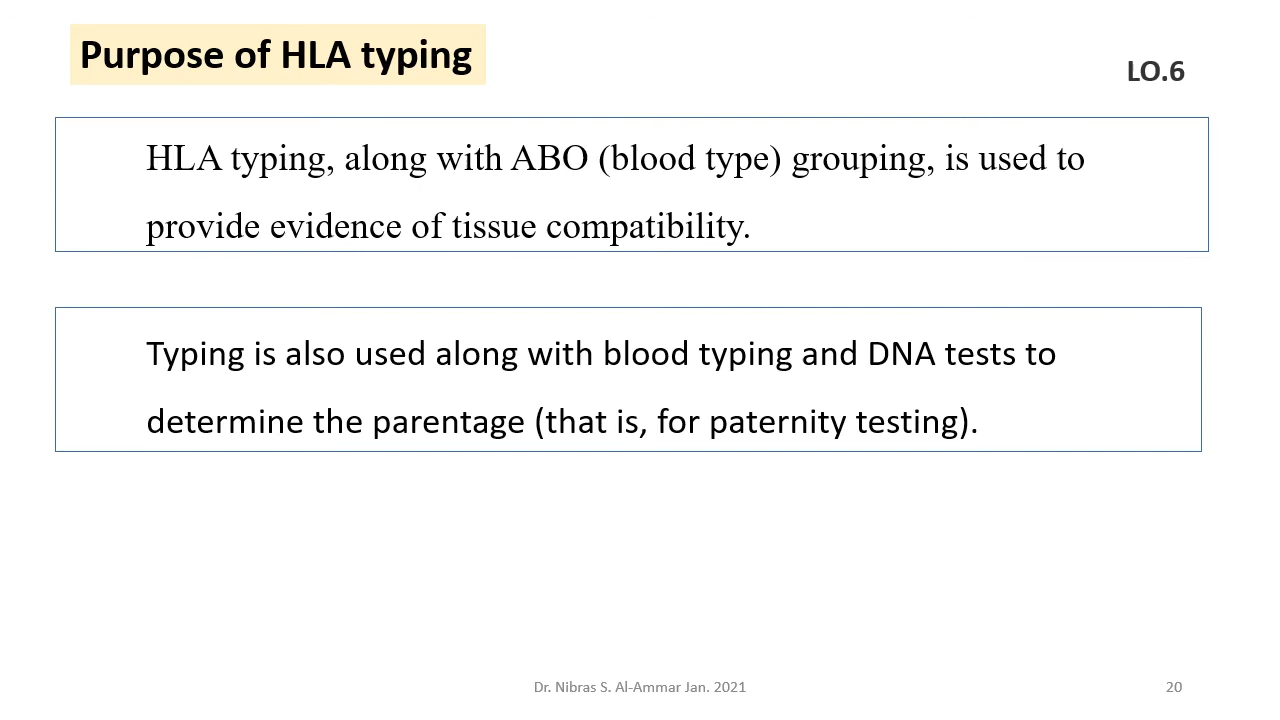 Purpose of HLA typing
LO.6
HLA typing, along with ABO (blood type) grouping, is used to
provide evidence of tissue compatibility.
Typing is also used along with blood typing and DNA tests to
determine the parentage (that is, for paternity testing).
Dr. Nibras S. Al-Ammar Jan. 2021
20